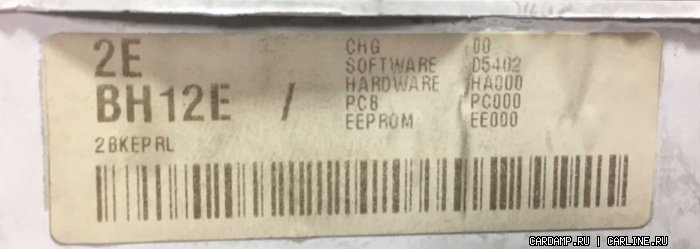 2E
BH12E /
2BKEPRL
CHG 00
SOFTWARE D5402
HARDWARE HA000
PCB PC000
EEPROM EE000
CARDAMP.RU | CARLINE.RU